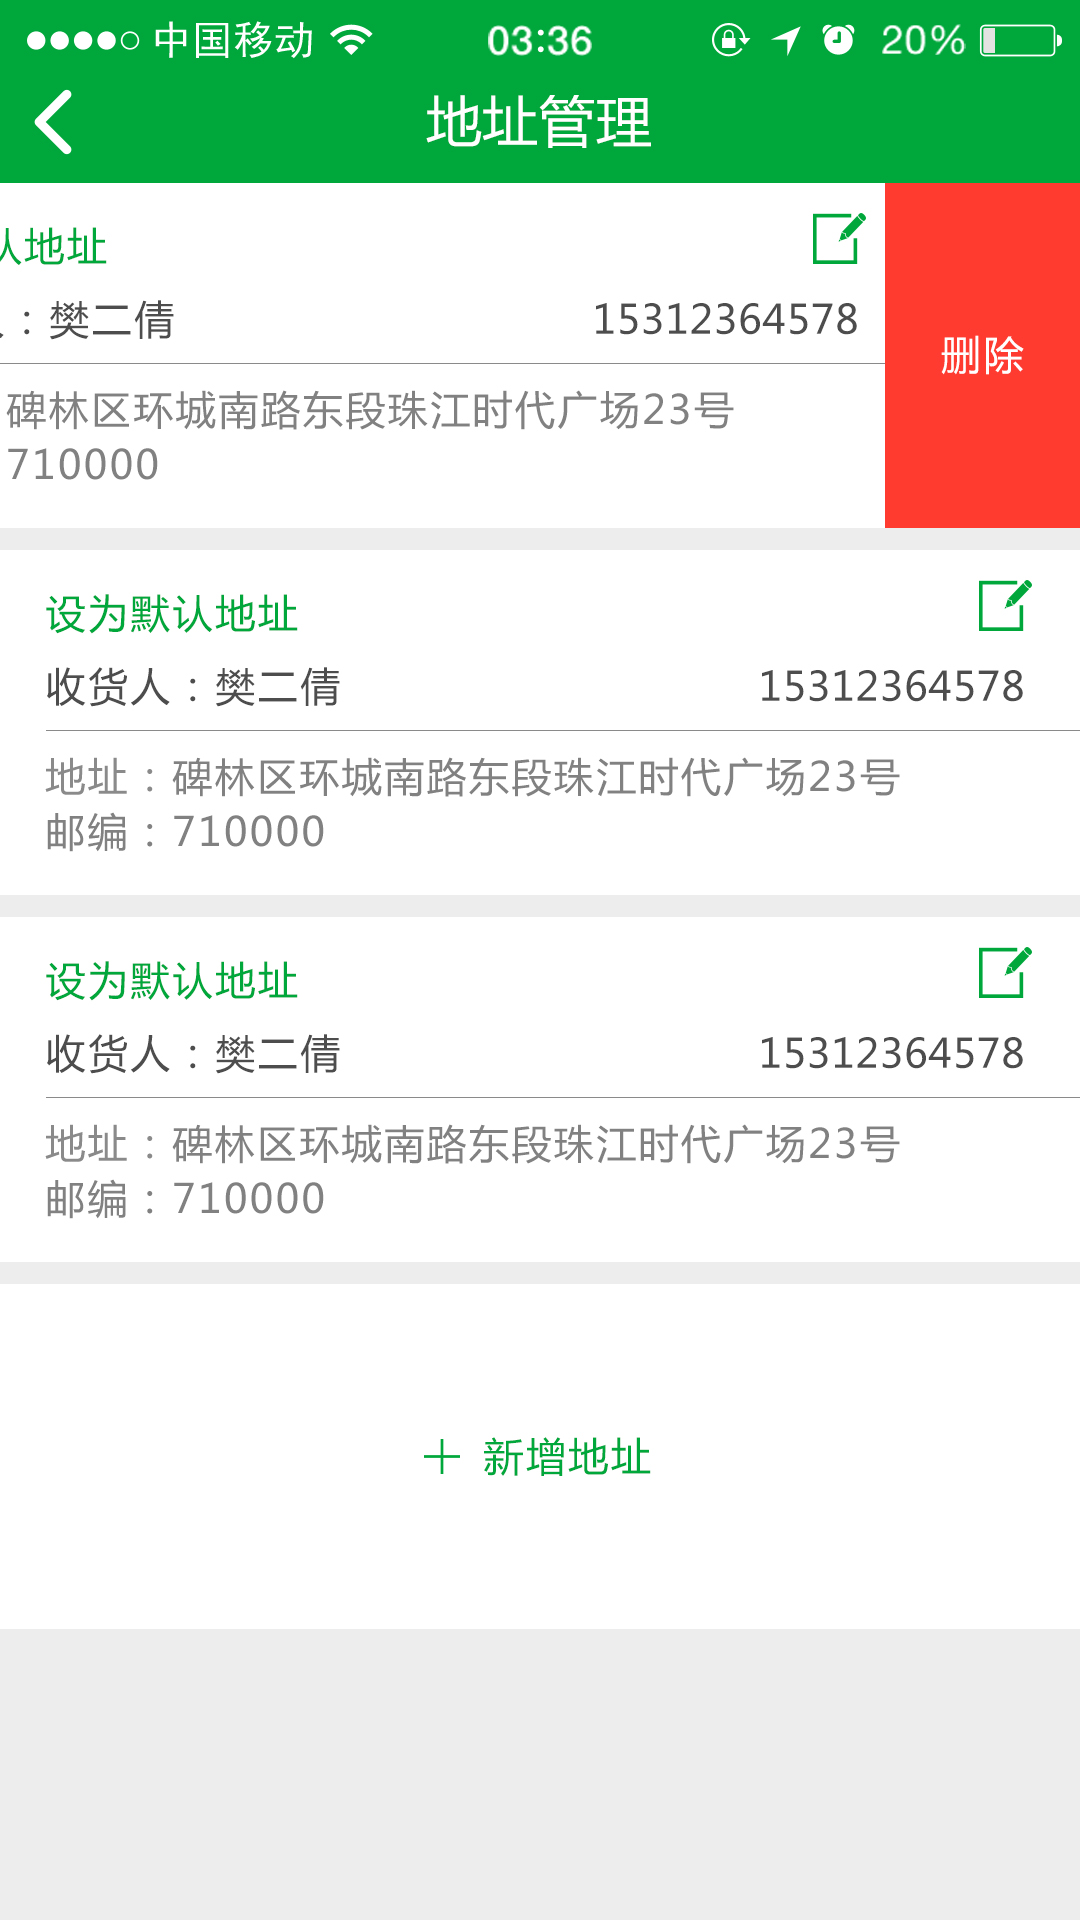 中国移动 03:36 20%
地址管理
认地址
：樊二倩 15312364578
碑林区环城南路东段珠江时代广场23号
710000
删除
设为默认地址
收货人：樊二倩 15312364578
地址：碑林区环城南路东段珠江时代广场23号
邮编：710000
设为默认地址
收货人：樊二倩 15312364578
地址：碑林区环城南路东段珠江时代广场23号
邮编：710000
＋ 新增地址